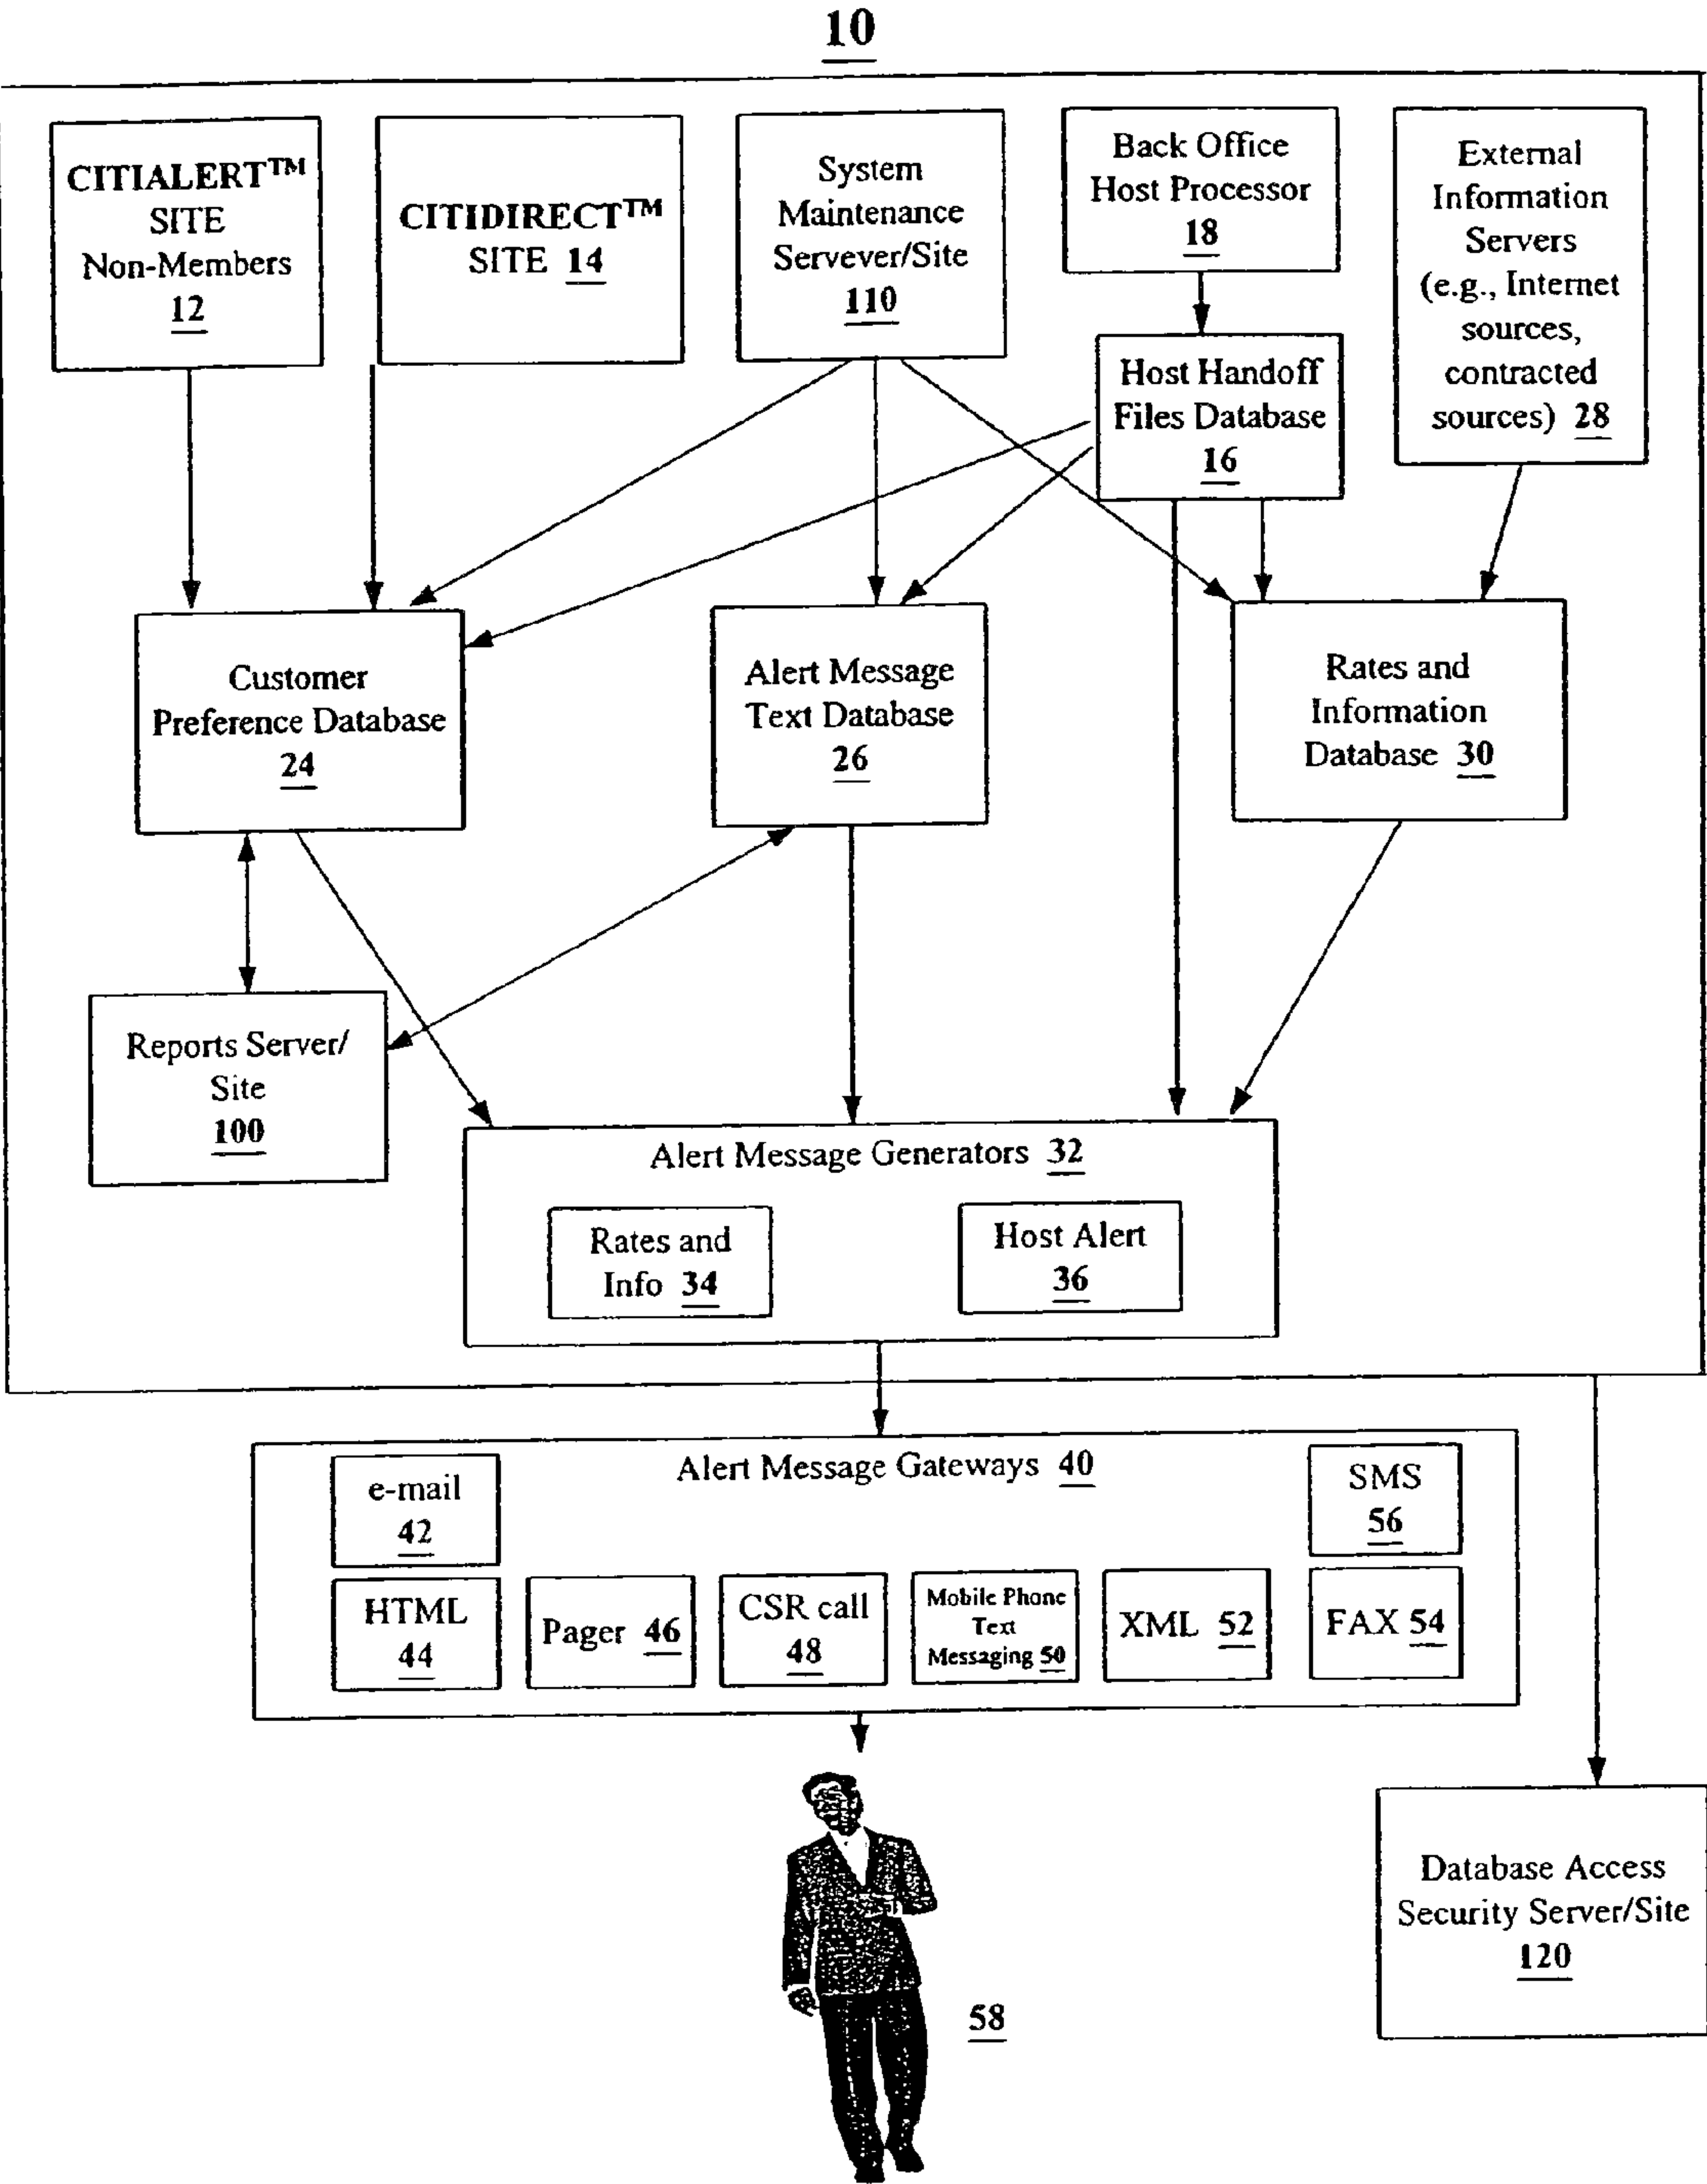 10
CITIALERT™
SITE
Non-Members
12
CITIDIRECT™
SITE 14
System
Maintenance
Servever/Site
110
Back Office
Host Processor
18
External
Information
Servers
(e.g., Internet
sources,
contracted
sources) 28
Host Handoff
Files Database
16
Customer
Preference Database
24
Alert Message
Text Database
26
Rates and
Information
Database 30
Reports Server/
Site
100
Alert Message Generators 32
Rates and
Info 34
Host Alert
36
Alert Message Gateways 40
e-mail
42
SMS
56
HTML
44
Pager 46
CSR call
48
Mobile Phone
Text
Messaging 50
XML 52
FAX 54
Database Access
Security Server/Site
120
58